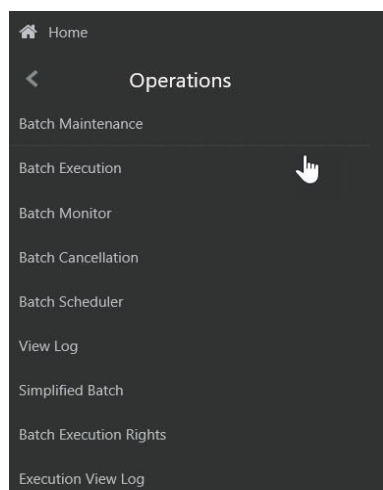 Home
Operations
Batch Maintenance
Batch Execution
Batch Monitor
Batch Cancellation
Batch Scheduler
View Log
Simplified Batch
Batch Execution Rights
Execution View Log